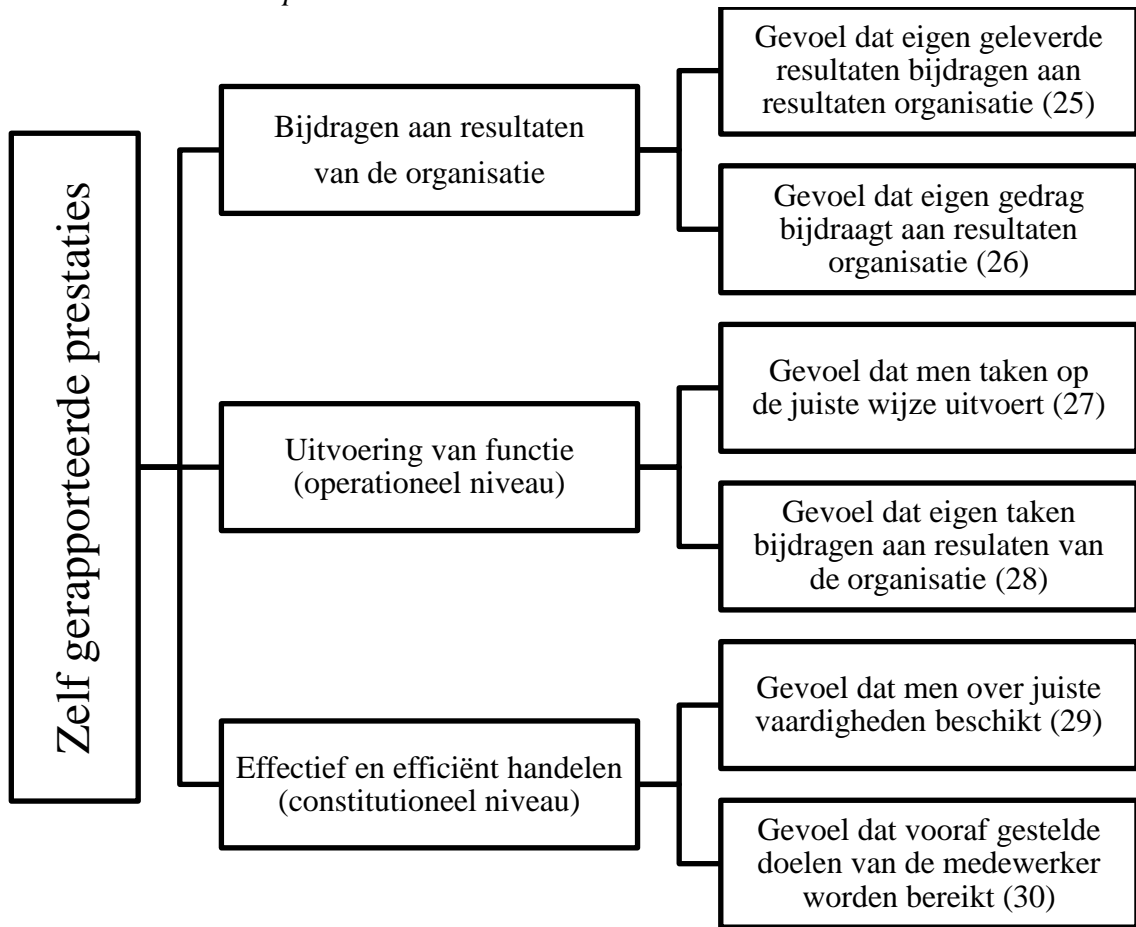 Zelf gerapporteerde prestaties
Bijdragen aan resultaten
van de organisatie
Gevoel dat eigen geleverde
resultaten bijdragen aan
resultaten organisatie (25)
Gevoel dat eigen gedrag
bijdraagt aan resultaten
organisatie (26)
Uitvoering van functie
(operationeel niveau)
Gevoel dat men taken op
de juiste wijze uitvoert (27)
Gevoel dat eigen taken
bijdragen aan resulaten van
de organisatie (28)
Effectief en efficiënt handelen
(constitutioneel niveau)
Gevoel dat men over juiste
vaardigheden beschikt (29)
Gevoel dat vooraf gestelde
doelen van de medewerker
worden bereikt (30)